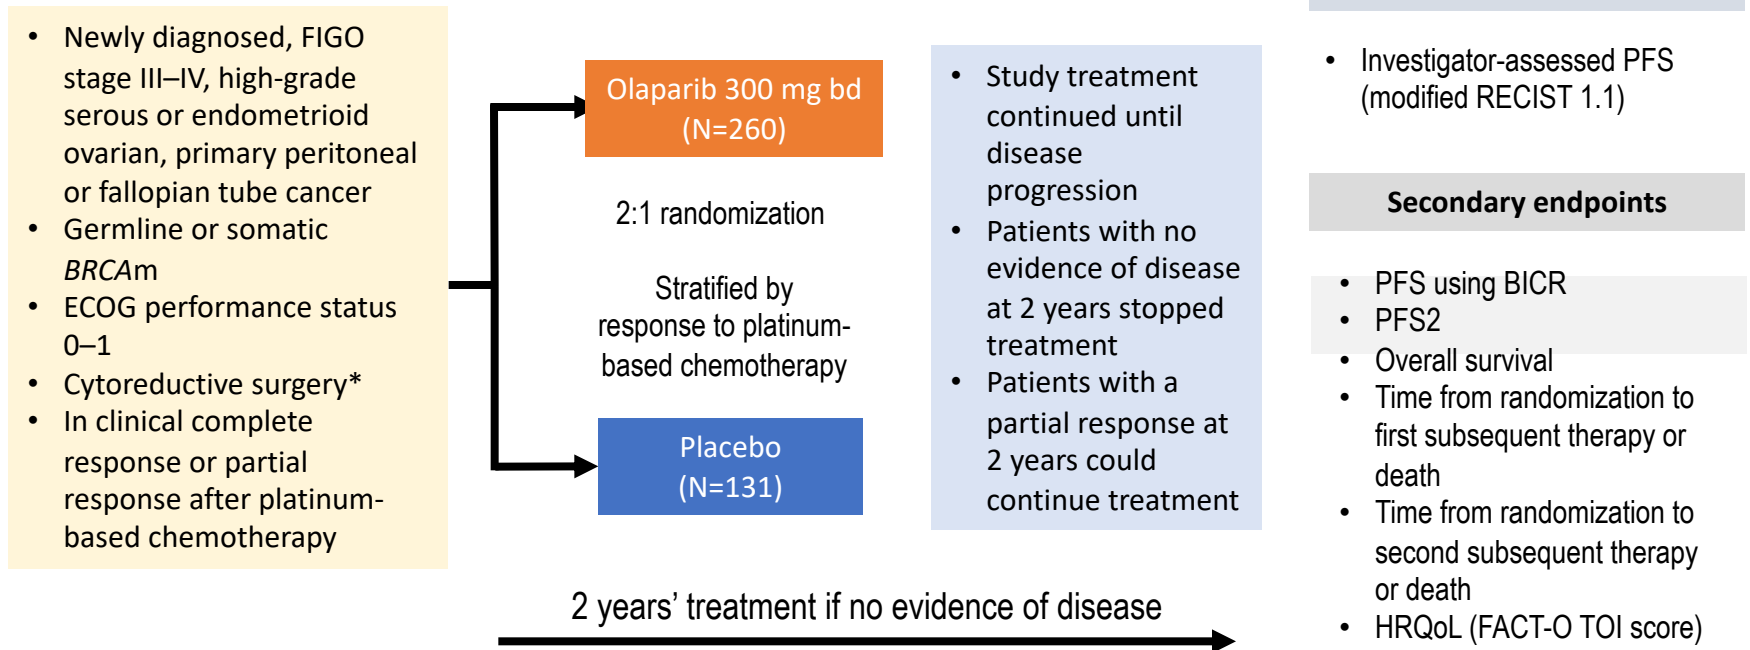 • Newly diagnosed, FIGO
stage III–IV, high-grade
serous or endometrioid
ovarian, primary peritoneal
or fallopian tube cancer
• Germline or somatic
BRCAm
• ECOG performance status
0–1
• Cytoreductive surgery*
• In clinical complete
response or partial
response after platinum-
based chemotherapy
Olaparib 300 mg bd
(N=260)
2:1 randomization
Stratified by
response to platinum-
based chemotherapy
Placebo
(N=131)
• Study treatment
continued until
disease
progression
• Patients with no
evidence of disease
at 2 years stopped
treatment
• Patients with a
partial response at
2 years could
continue treatment
2 years’ treatment if no evidence of disease
• Investigator-assessed PFS
(modified RECIST 1.1)
Secondary endpoints
• PFS using BICR
• PFS2
• Overall survival
• Time from randomization to
first subsequent therapy or
death
• Time from randomization to
second subsequent therapy
or death
• HRQoL (FACT-O TOI score)